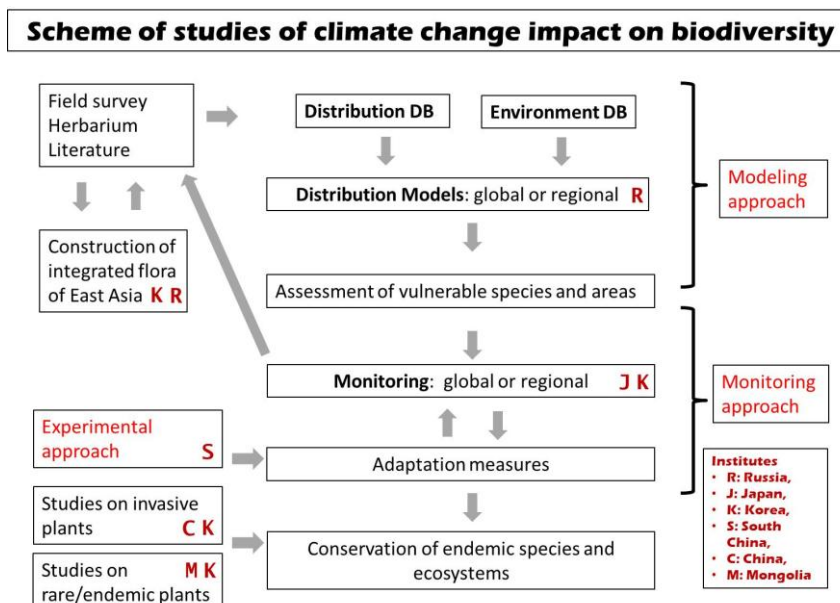 Scheme of studies of climate change impact on biodiversity
Field survey
Herbarium
Literature
Distribution DB
Environment DB
Distribution Models: global or regional R
Modeling
approach
Construction of
integrated flora
of East Asia K R
Assessment of vulnerable species and areas
Monitoring: global or regional J K
Monitoring
approach
Experimental
approach S
Adaptation measures
Studies on invasive
plants C K
Conservation of endemic species and
ecosystems
Studies on M K
rare/endemic plants
Institutes
• R: Russia,
• J: Japan,
• K: Korea,
• S: South
China,
• C: China,
• M: Mongolia